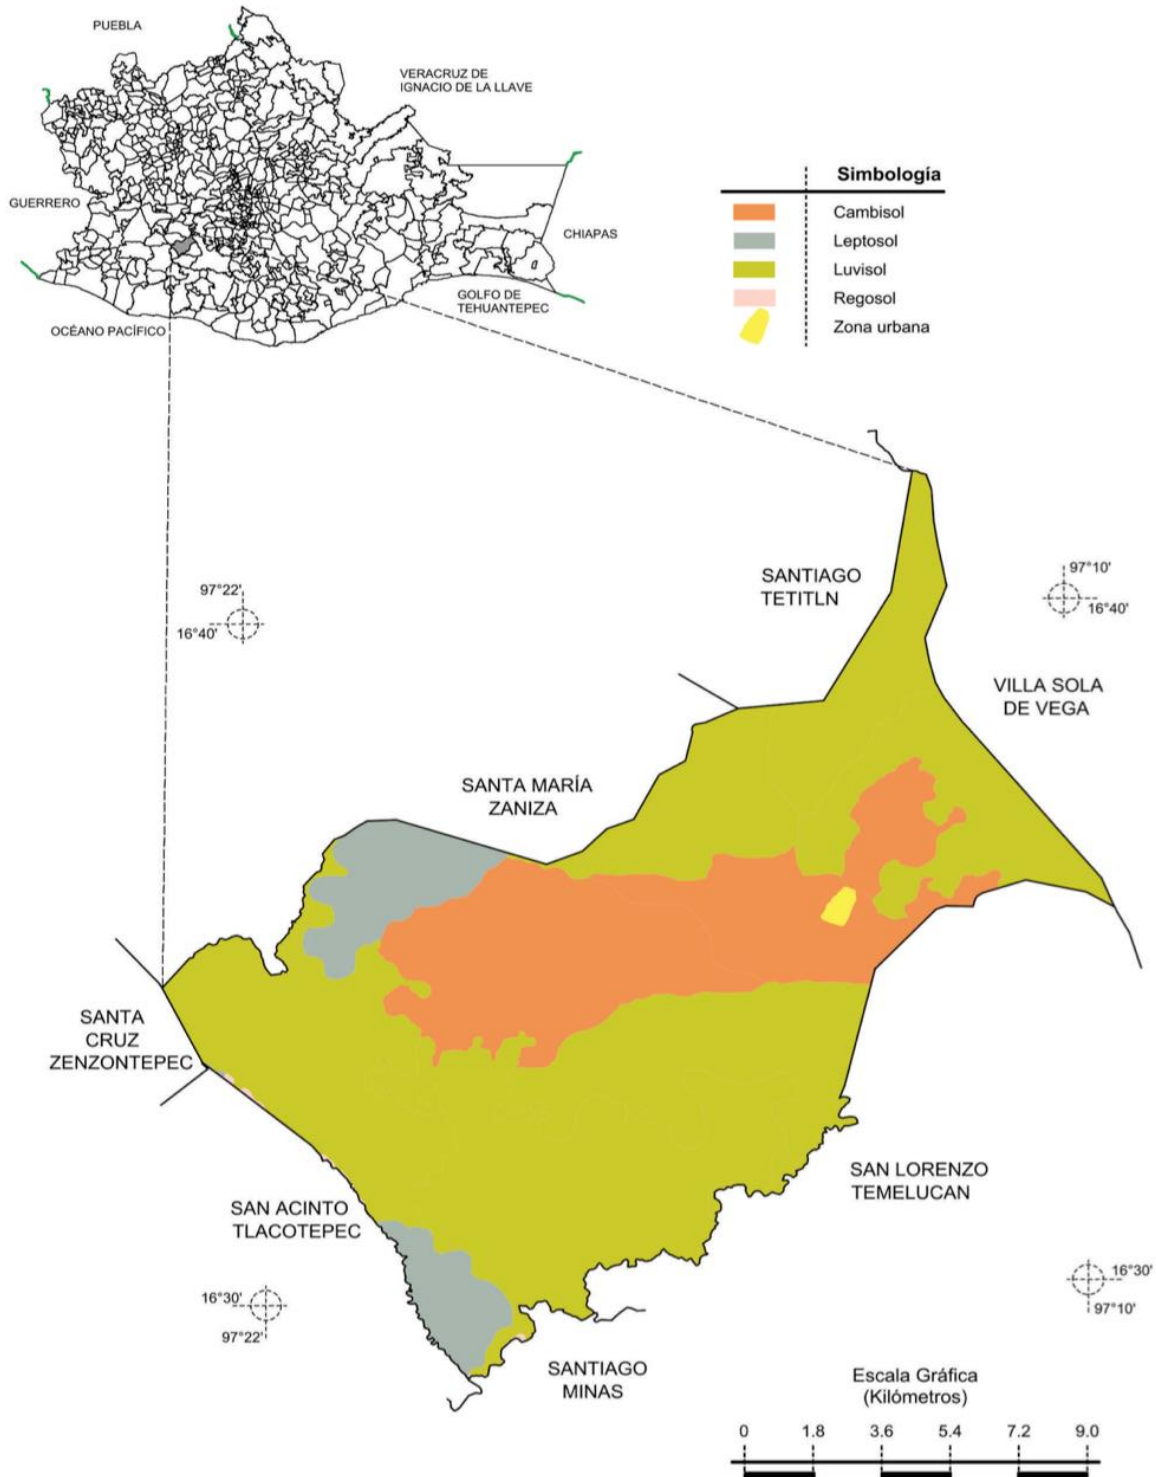 PUEBLA
VERACRUZ DE
IGNACIO DE LA LLAVE
GUERRERO
CHIAPAS
GOLFO DE
TEHUANTEPEC
OCÉANO PACÍFICO
Simbología
Cambisol
Leptosol
Luvisol
Regosol
Zona urbana
97°22'
16°40'
SANTIAGO
TETITLN
97°10'
16°40'
VILLA SOLA
DE VEGA
SANTA MARÍA
ZANIZA
SANTA
CRUZ
ZENZONTEPEC
SAN LORENZO
TEMELUCAN
SAN ACINTO
TLACOTEPEC
16°30'
97°22'
16°30'
97°10'
SANTIAGO
MINAS
Escala Gráfica
(Kilómetros)
0 1.8 3.6 5.4 7.2 9.0